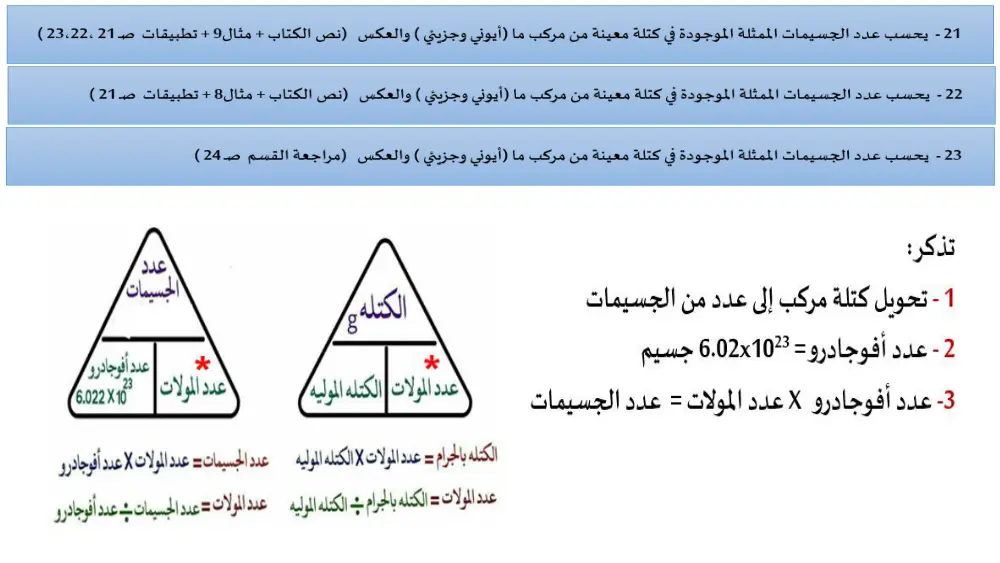 21 - يحسب عدد الجسيمات الممثلة الموجودة في كتلة معينة من مركب ما (أيوني وجزيئي ) والعكس (نص الكتاب + مثال9 + تطبيقات صـ 21 ،23،22 )
22 - يحسب عدد الجسيمات الممثلة الموجودة في كتلة معينة من مركب ما (أيوني وجزيئي ) والعكس (نص الكتاب + مثال8 + تطبيقات صـ 21 )
23 - يحسب عدد الجسيمات الممثلة الموجودة في كتلة معينة من مركب ما (أيوني وجزيئي ) والعكس (مراجعة القسم صـ 24 )
تذكر:
1 - تحويل كتلة مركب إلى عدد من الجسيمات
2 - عدد أفوجادرو = 6.02x10²³ جسيم
3- عدد أفوجادرو X عدد المولات = عدد الجسيمات
الكتله
g
*
عدد المولات
الكتله الموليه
الكتله بالجرام = عدد المولات X الكتله الموليه
عدد المولات = الكتله بالجرام ÷ الكتله الموليه
عدد
الجسيمات
*
عدد المولات
عدد أفوجادرو
6.022 X 10²³
عدد الجسيمات = عدد المولات X عدد أفوجادرو
عدد المولات = عدد الجسيمات ÷ عدد أفوجادرو